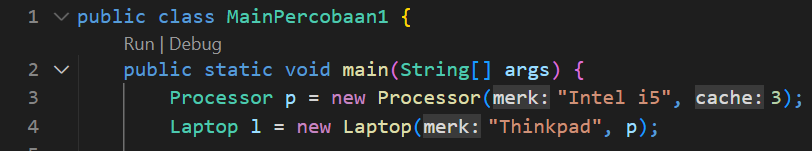 1 public class MainPercobaan1 {
Run | Debug
2 public static void main(String[] args) {
3 Processor p = new Processor(merk:"Intel i5", cache:3);
4 Laptop l = new Laptop(merk:"Thinkpad", p);